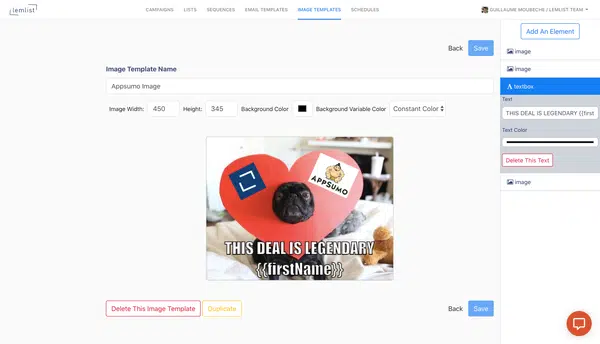 lemlist
CAMPAIGNS LISTS SEQUENCES EMAIL TEMPLATES IMAGE TEMPLATES SCHEDULES
GUILLAUME MOUBECHE / LEMLIST TEAM
Back Save
Add An Element
image
image
Image Template Name
Appsumo Image
textbox.
Text
THIS DEAL IS LEGENDARY {{first
Text Color
Delete This Text
image
Image Width: 450 Height: 345 Background Color Background Variable Color Constant Color
APPSUMO
THIS DEAL IS LEGENDARY
{{firstName}}
Delete This Image Template Duplicate Back Save